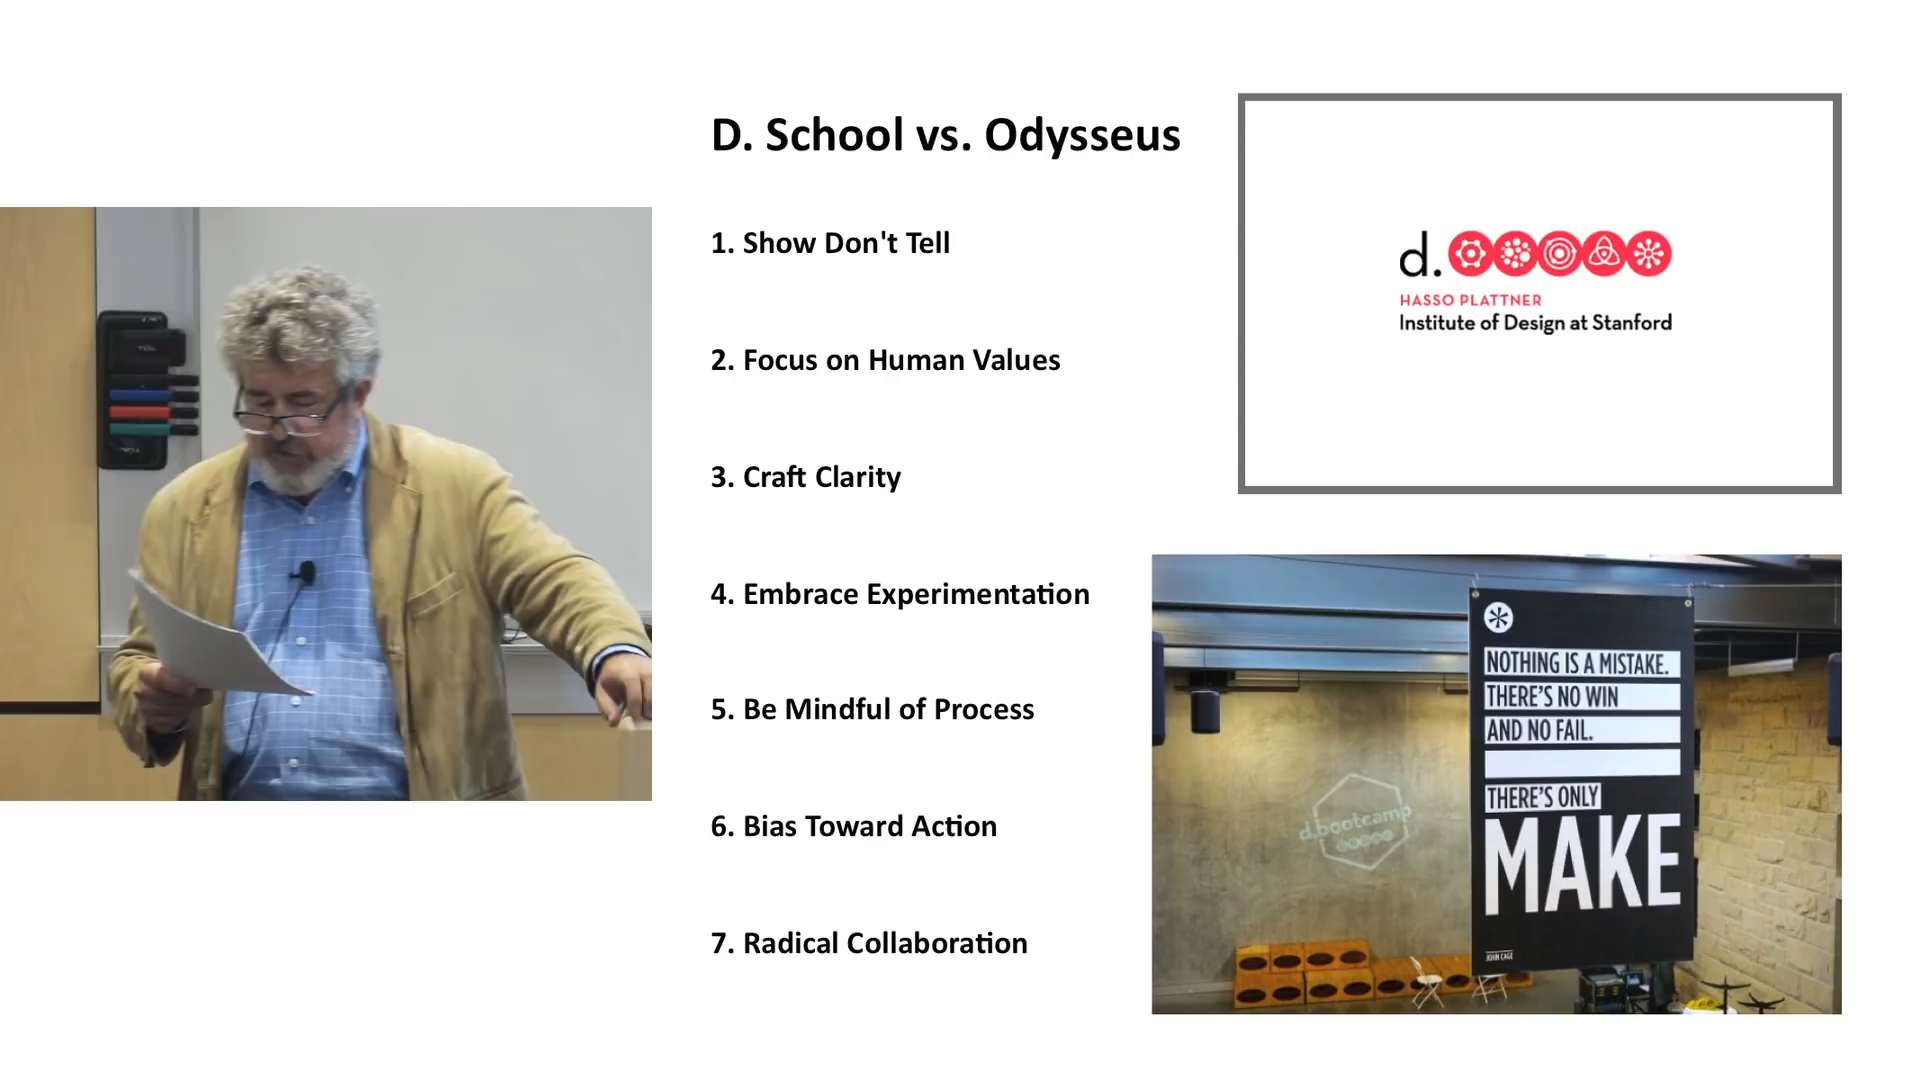 D. School vs. Odysseus
1. Show Don't Tell
2. Focus on Human Values
3. Craft Clarity
4. Embrace Experimentation
5. Be Mindful of Process
6. Bias Toward Action
7. Radical Collaboration
d.
HASSO PLATTNER
Institute of Design at Stanford
NOTHING IS A MISTAKE.
THERE'S NO WIN
AND NO FAIL.
THERE'S ONLY
MAKE
JOHN CAGE
d.bootcamp